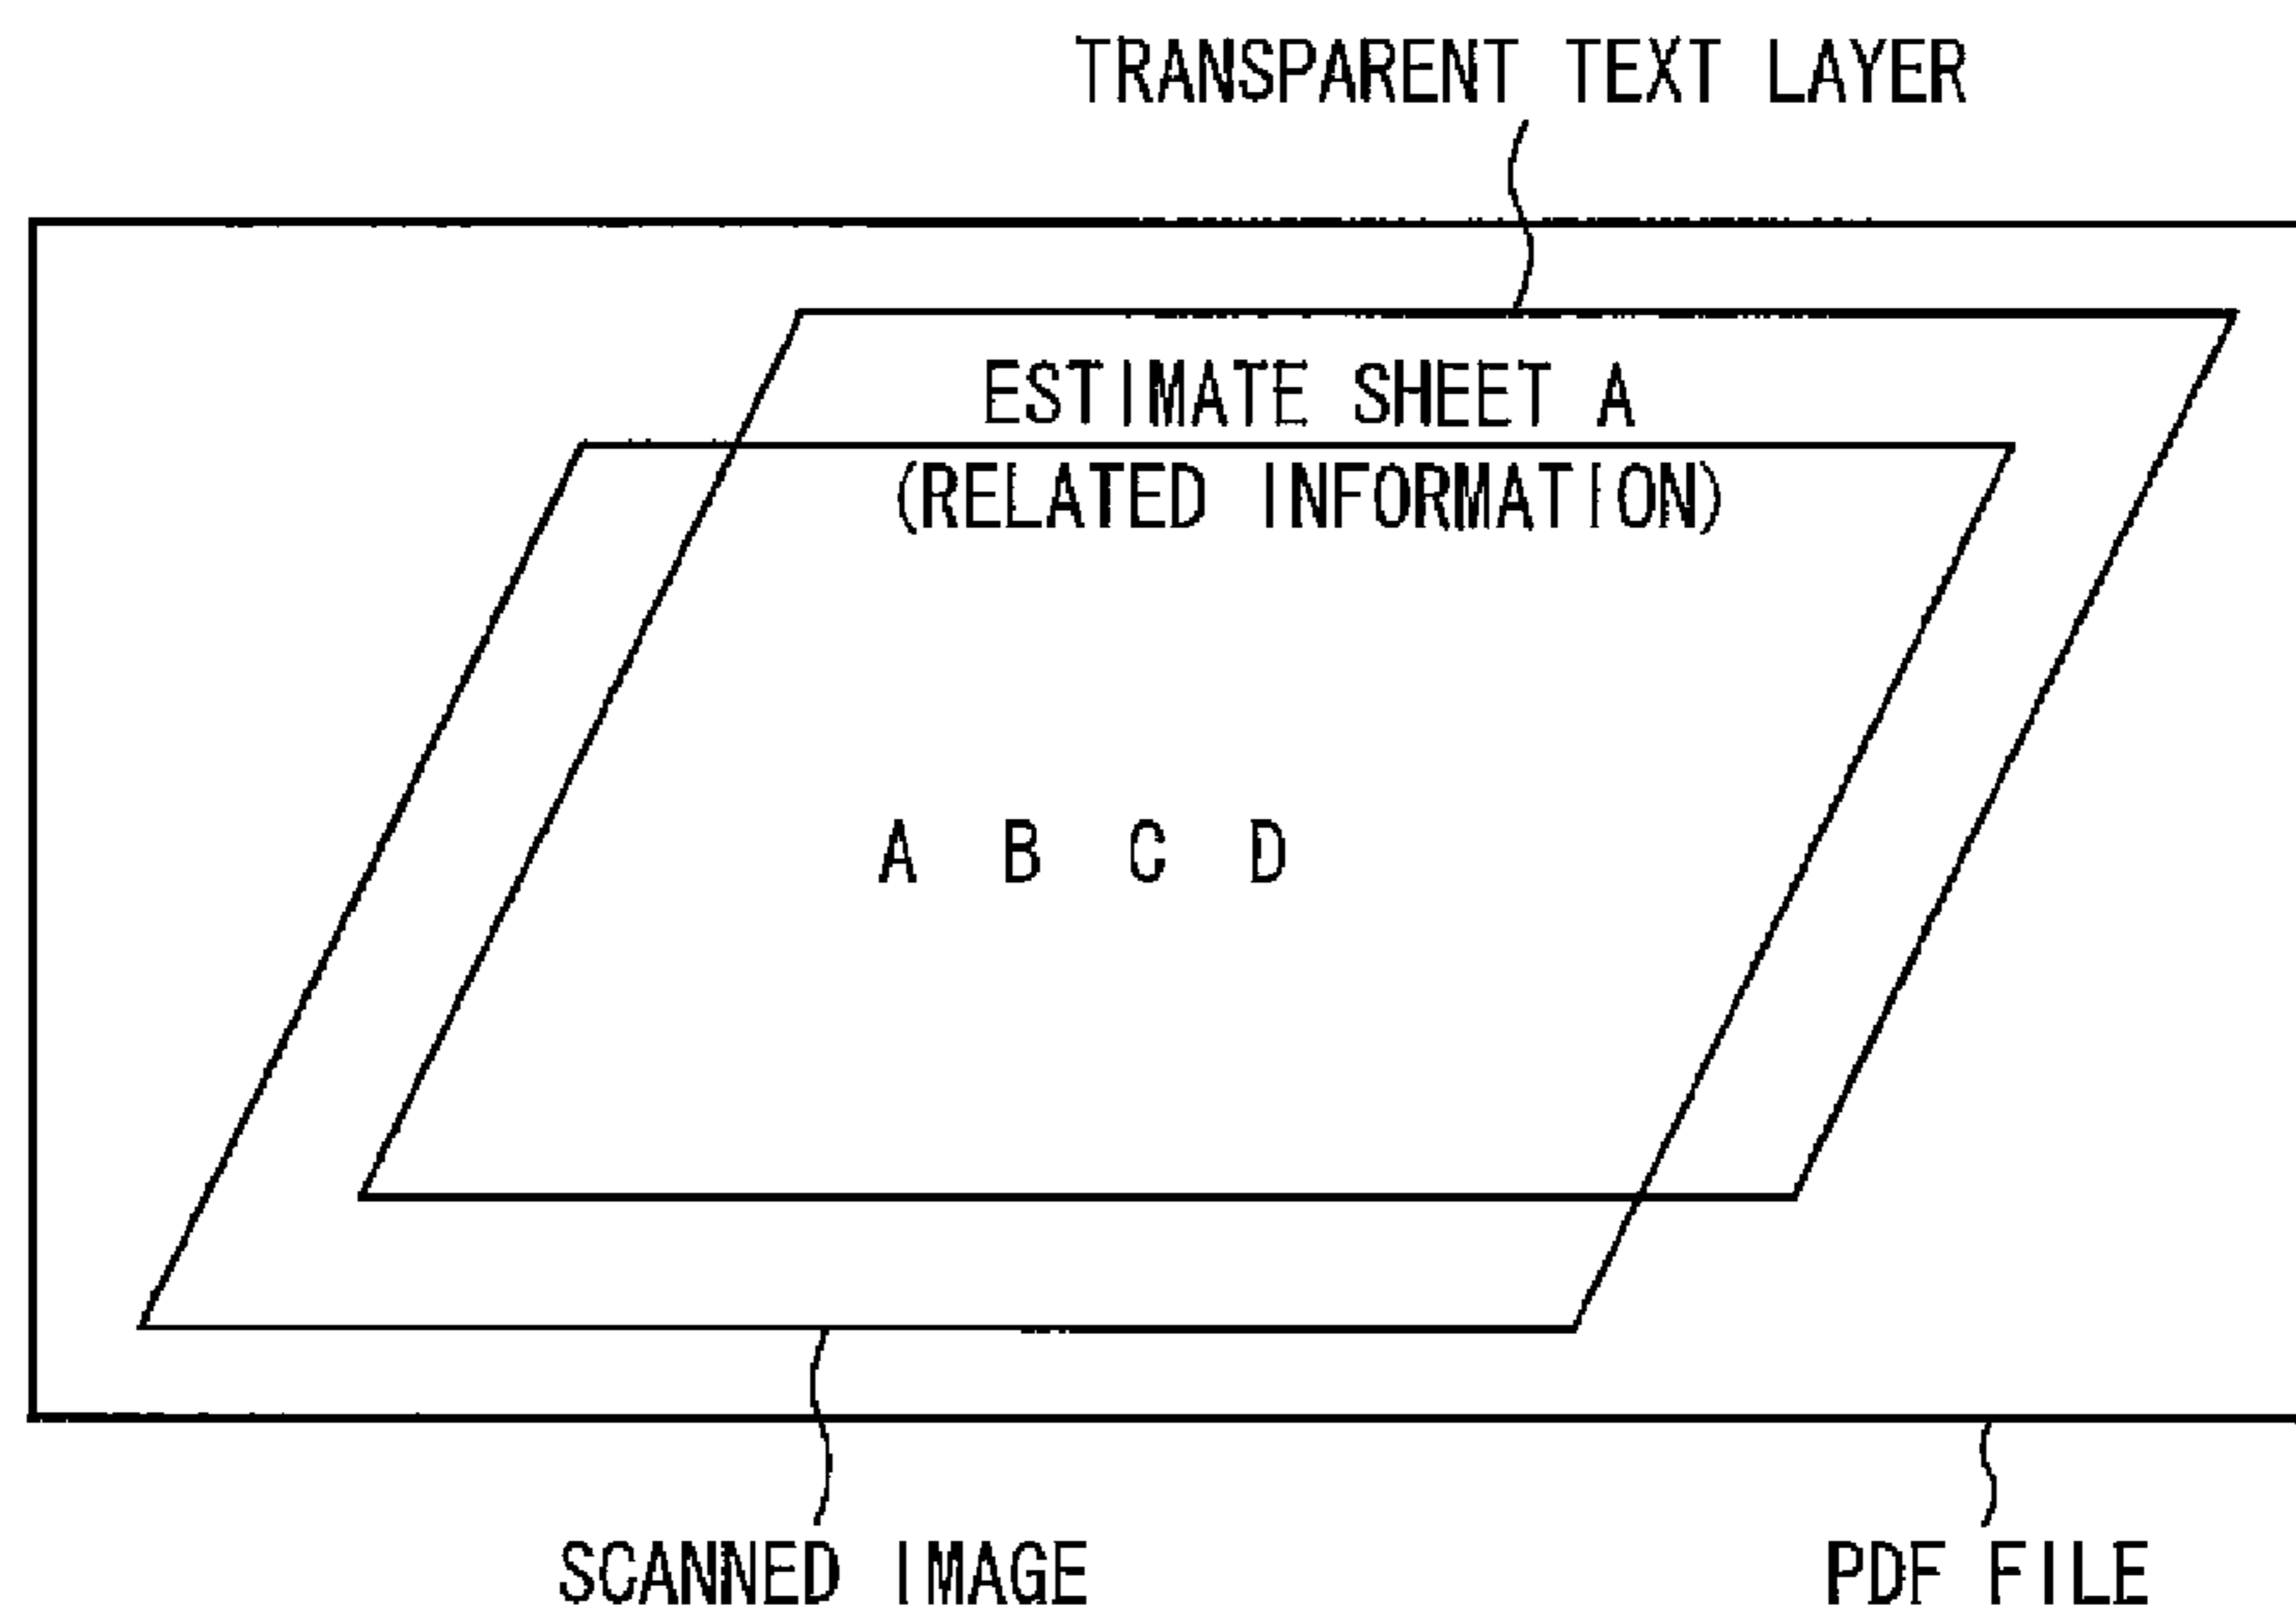 TRANSPARENT TEXT LAYER
ESTIMATE SHEET A
(RELATED INFORMATION)
A B C D
SCANNED IMAGE
PDF FILE